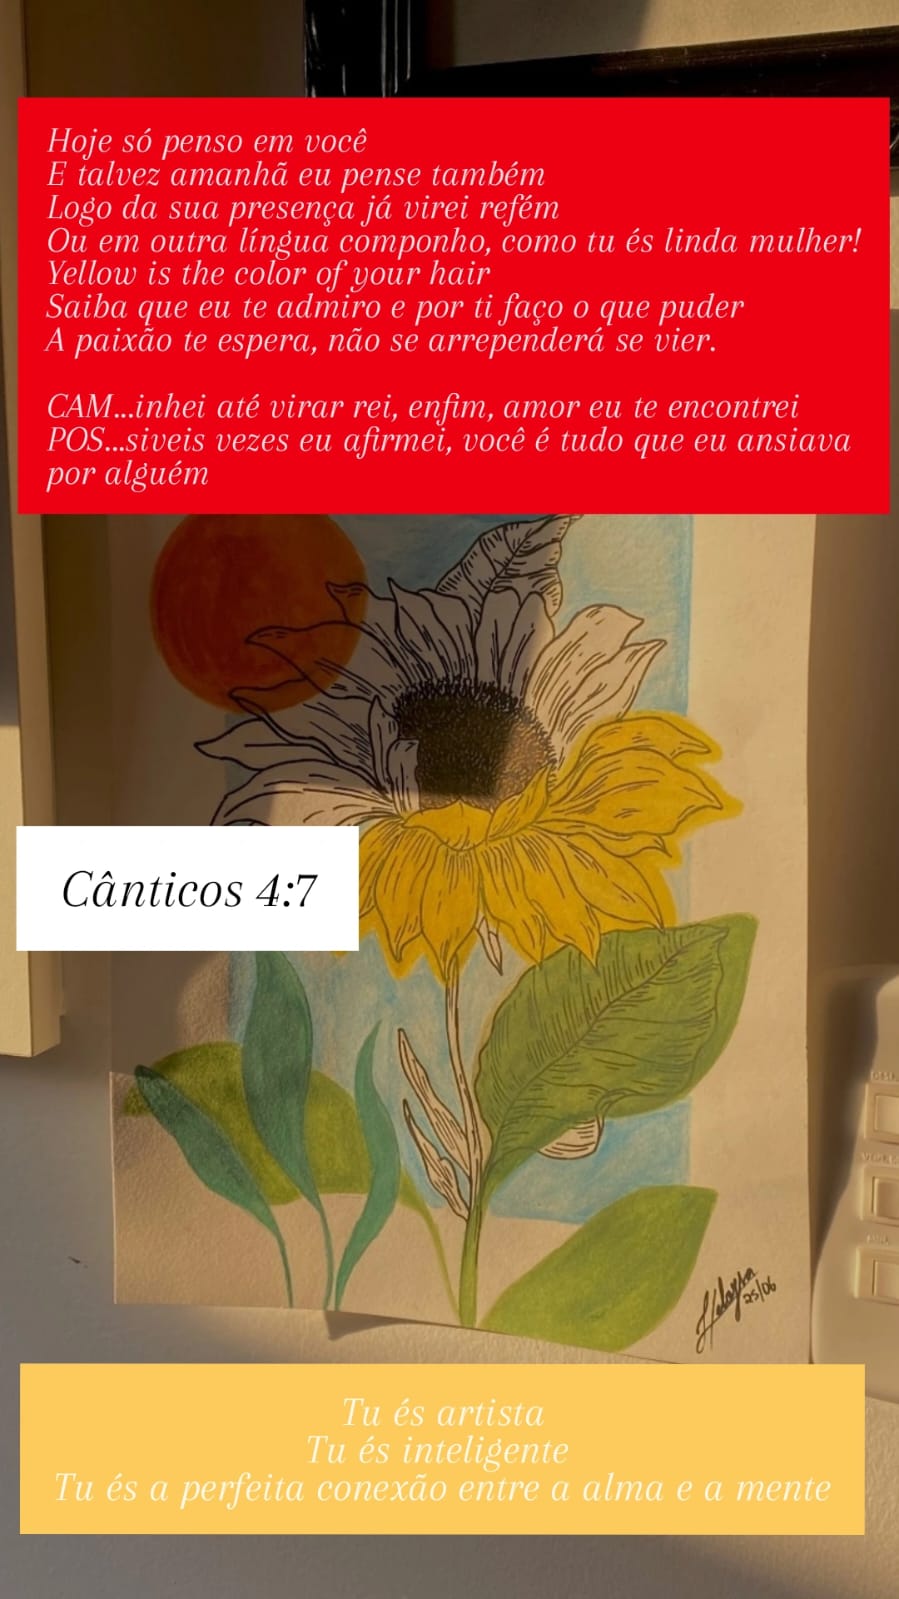 Hoje só penso em você
E talvez amanhã eu pense também
Logo da sua presença já virei refém
Ou em outra língua componho, como tu és linda mulher!
Yellow is the color of your hair
Saiba que eu te admiro e por ti faço o que puder
A paixão te espera, não se arrependerá se vier.
CAM...inhei até virar rei, enfim, amor eu te encontrei
POS...siveis vezes eu afirmei, você é tudo que eu ansiava
por alguém
Cânticos 4:7
25/06
Tu és artista
Tu és inteligente
Tu és a perfeita conexão entre a alma e a mente